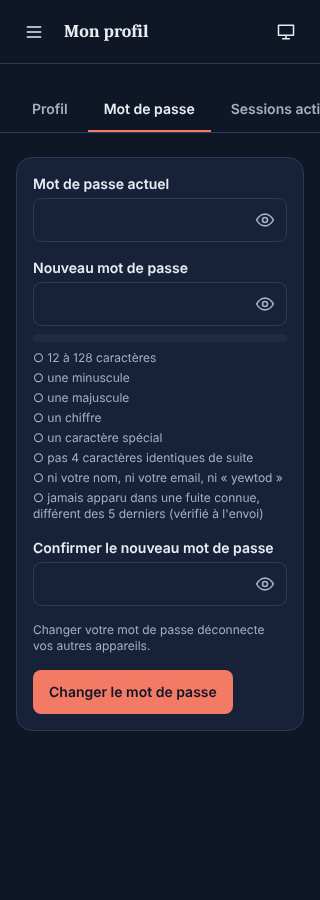 Mon profil
Profil
Mot de passe
Sessions acti
Mot de passe actuel
Nouveau mot de passe
12 à 128 caractères
une minuscule
une majuscule
un chiffre
un caractère spécial
pas 4 caractères identiques de suite
ni votre nom, ni votre email, ni « yewtod »
jamais apparu dans une fuite connue,
différent des 5 derniers (vérifié à l'envoi)
Confirmer le nouveau mot de passe
Changer votre mot de passe déconnecte
vos autres appareils.
Changer le mot de passe